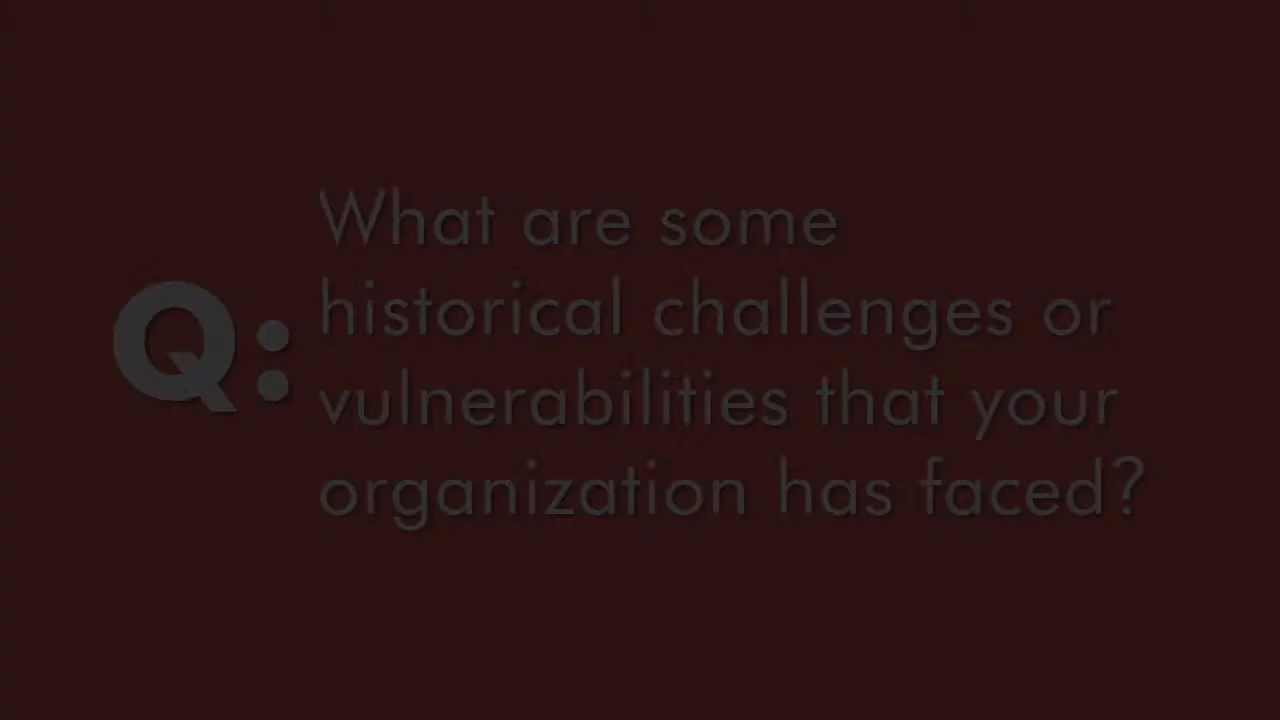 Q:
What are some
historical challenges or
vulnerabilities that your
organization has faced?